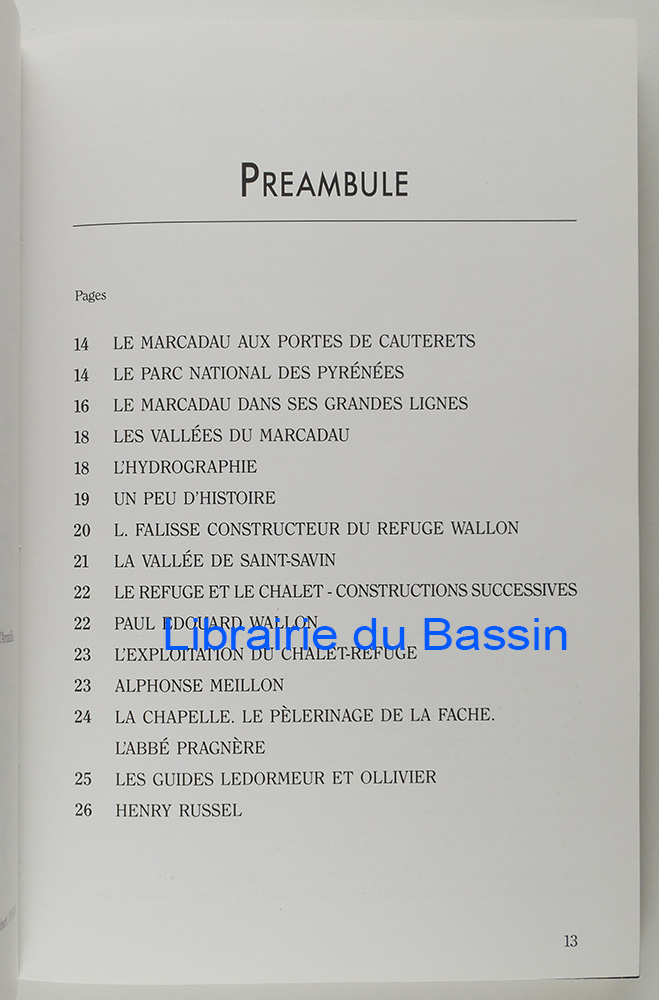 PREAMBULE
Pages
14 LE MARCADAU AUX PORTES DE CAUTERETS
14 LE PARC NATIONAL DES PYRÉNÉES
16 LE MARCADAU DANS SES GRANDES LIGNES
18 LES VALLÉES DU MARCADAU
18 L'HYDROGRAPHIE
19 UN PEU D'HISTOIRE
20 L. FALISSE CONSTRUCTEUR DU REFUGE WALLON
21 LA VALLÉE DE SAINT-SAVIN
22 LE REFUGE ET LE CHALET - CONSTRUCTIONS SUCCESSIVES
22 PAUL EDOUARD WALLON
Librairie du Bassin
23 L'EXPLOITATION DU CHALET-REFUGE
23 ALPHONSE MEILLON
24 LA CHAPELLE. LE PÈLERINAGE DE LA FACHE.
L'ABBÉ PRAGNÈRE
25 LES GUIDES LEDORMEUR ET OLLIVIER
26 HENRY RUSSEL
13